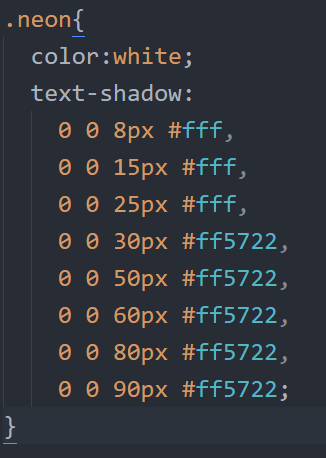 .neon{
color:white;
text-shadow:
0 0 8px #fff,
0 0 15px #fff,
0 0 25px #fff,
0 0 30px #ff5722,
0 0 50px #ff5722,
0 0 60px #ff5722,
0 0 80px #ff5722,
0 0 90px #ff5722;
}